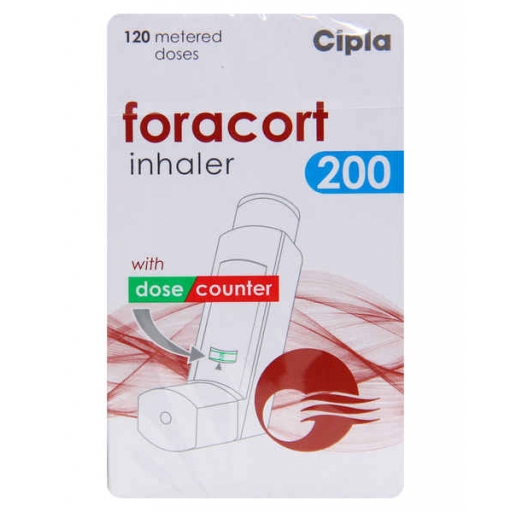 120 metered
doses
Cipla
foracort
inhaler
200
with
dose counter